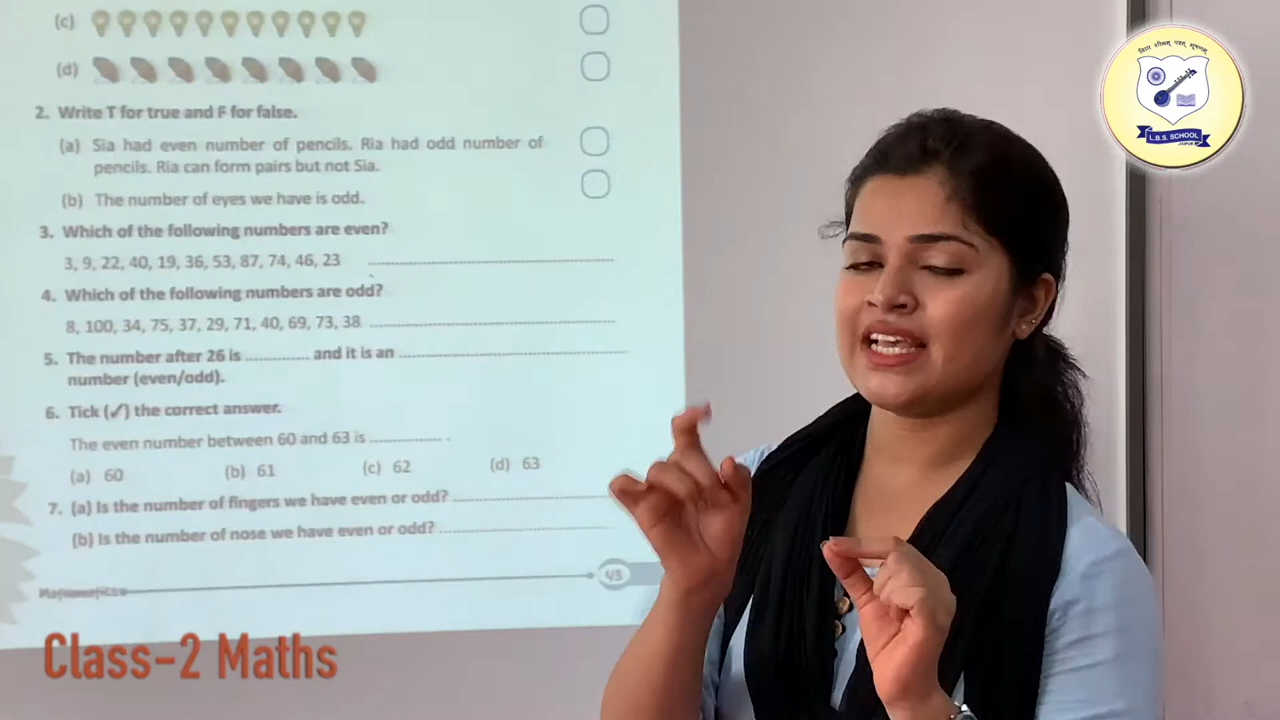 (c)
(d)
2. Write T for true and F for false.
(a) Sia had even number of pencils. Ria had odd number of
pencils. Ria can form pairs but not Sia.
(b) The number of eyes we have is odd.
3. Which of the following numbers are even?
3, 9, 22, 40, 19, 36, 53, 87, 74, 46, 23
4. Which of the following numbers are odd?
8, 100, 34, 75, 37, 29, 71, 40, 69, 73, 38
5. The number after 26 is ............ and it is an ............
number (even/odd).
6. Tick (✓) the correct answer.
The even number between 60 and 63 is ............ .
(a) 60 (b) 61 (c) 62 (d) 63
7. (a) Is the number of fingers we have even or odd? ............
(b) Is the number of nose we have even or odd? ............
Mathematics
43
Class-2 Maths
L.B.S. SCHOOL
JAIPUR